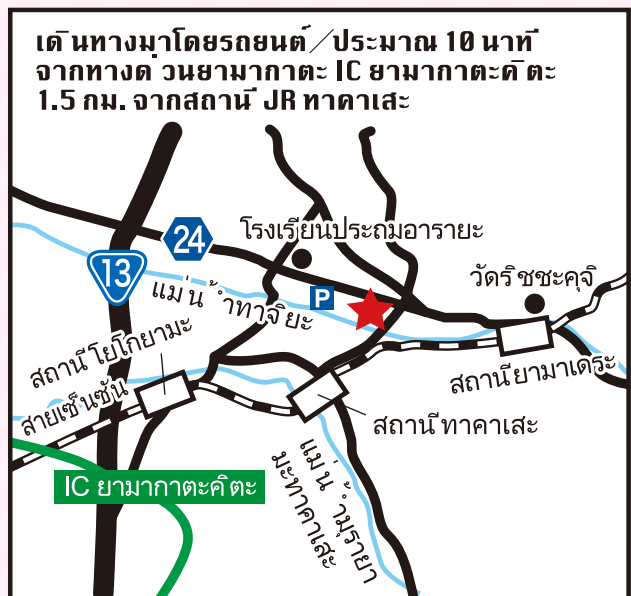 เดินทางมาโดยรถยนต์／ประมาณ 10 นาที
จากทางด่วนยามากาตะ IC ยามากาตะคิตะ
1.5 กม. จากสถานี JR ทาคาเสะ
24
โรงเรียนประถมอารายะ
13
P
วัดริชชะคุจิ
แม่น้ำทาจิยะ
สถานีโยโกยามะ
สายเซ็นซัน
สถานียามาเดระ
สถานีทาคาเสะ
IC ยามากาตะคิตะ
แม่น้ำมุรายา
มะทาคาเสะ